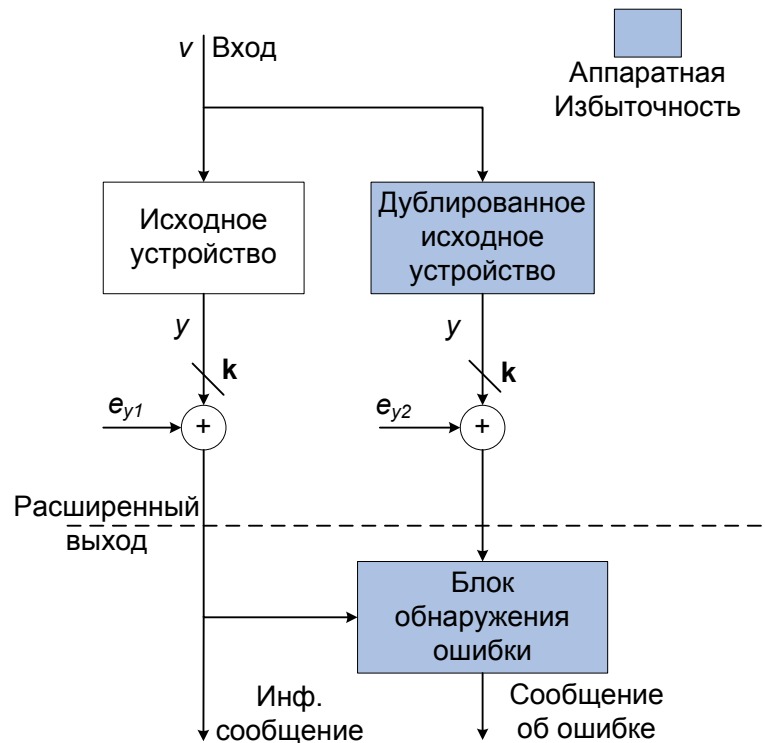 v Вход
Аппаратная
Избыточность
Исходное
устройство
Дублированное
исходное
устройство
y
y
k
k
e_y1
e_y2
+
+
Расширенный
выход
Блок
обнаружения
ошибки
Инф.
сообщение
Сообщение
об ошибке